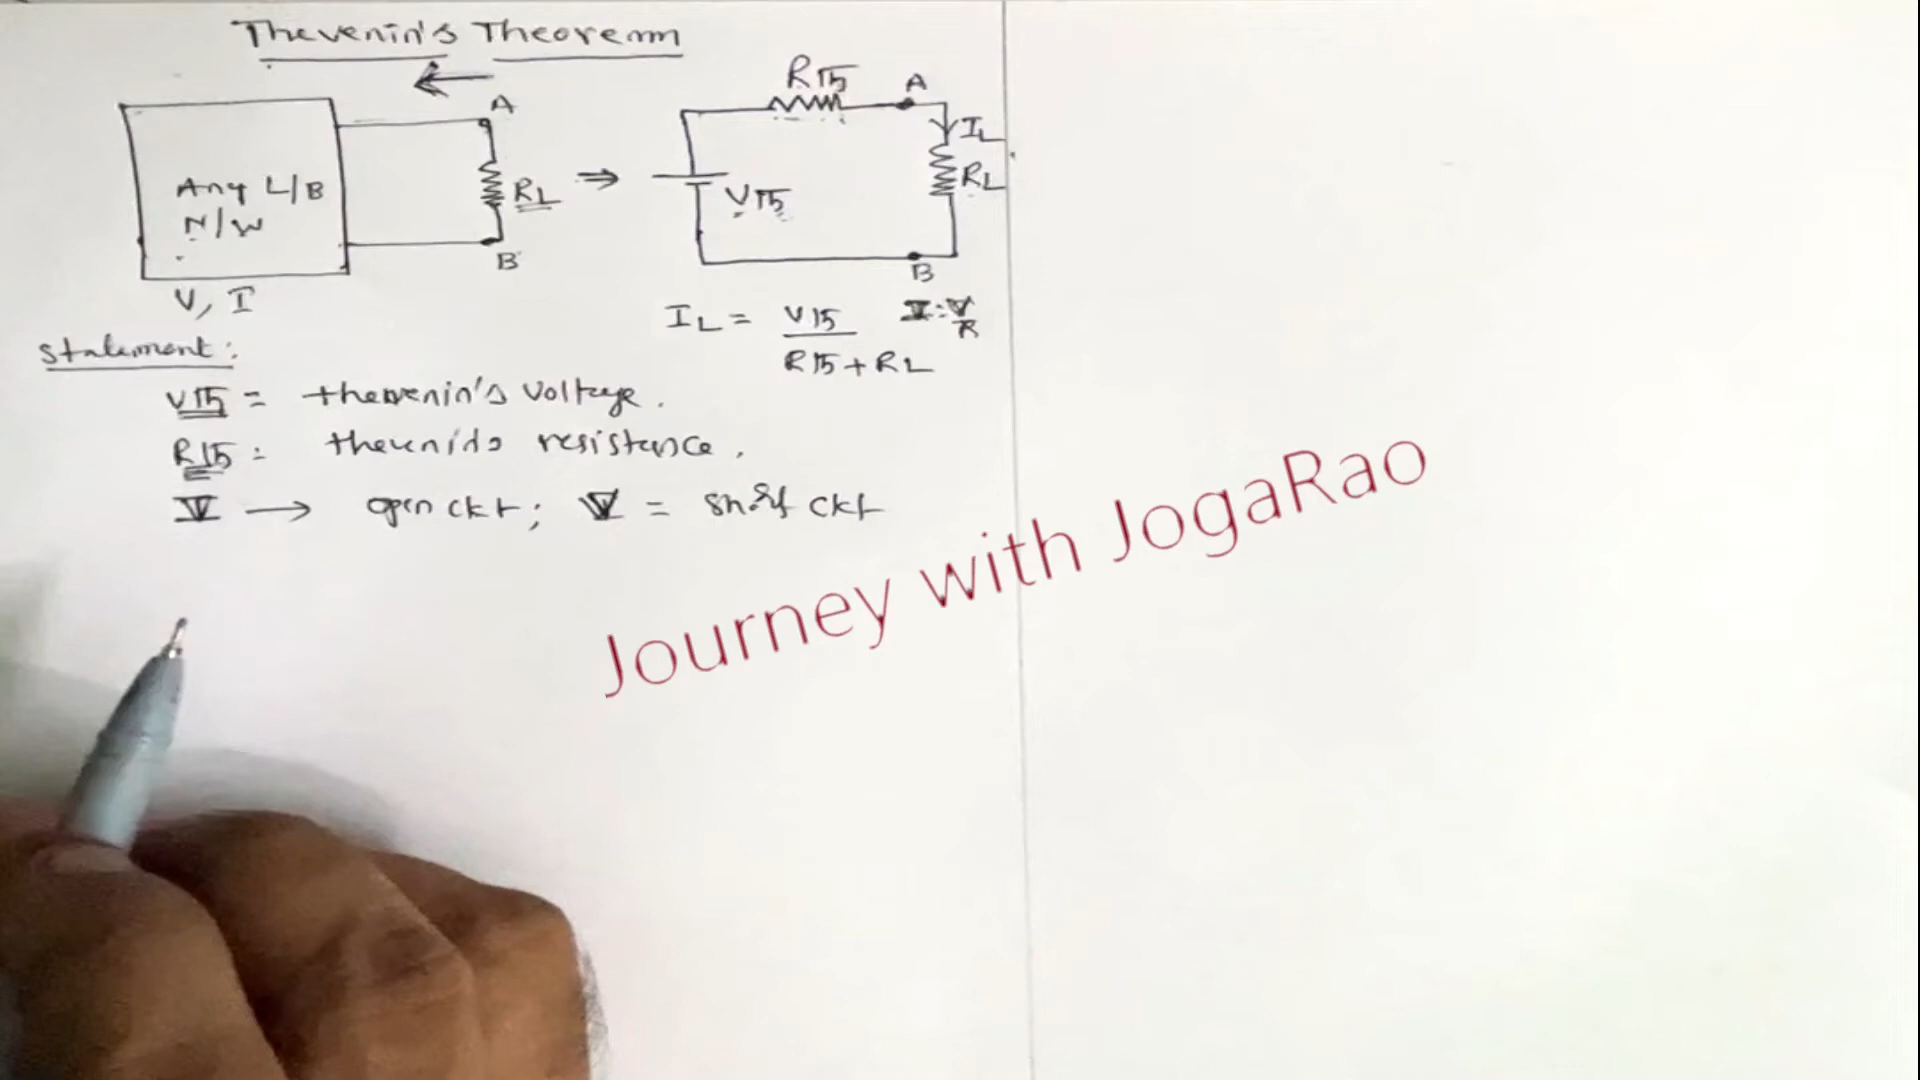 Thevenin's Theorem
A
RL
B
Any L/B
N/W
V, I
⇒
RTh
A
IL
RL
VTh
B
IL = VTh / RTh + RL
I = V/R
Statement:
VTh = thevenin's Voltage.
RTh = thevenin's resistance.
→ open ckt; V = short ckt
Journey with JogaRao